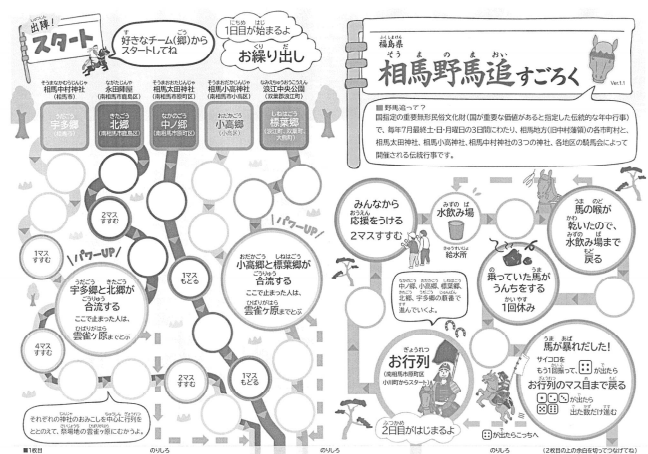 出陣!
スタート
好きなチーム(郷)から
スタートしてね
1日目が始まるよ
お繰り出し
相馬中村神社
(相馬市)
宇多郷
永田陣屋
(南相馬市鹿島区)
北郷
(南相馬市鹿島区)
相馬太田神社
(南相馬市原町区)
中ノ郷
(南相馬市原町区)
相馬小高神社
(南相馬市小高区)
小高郷
(小高区)
浪江中央公園
(双葉郡浪江町)
標葉郷
(浪江町、双葉町、
大熊町)
2マス
すすむ
1マス
すすむ
パワーUP
宇多郷と北郷が
合流する
ここで止まった人は、
雲雀ヶ原までとぶ
1マス
もどる
パワーUP
小高郷と標葉郷が
合流する
ここで止まった人は、
雲雀ヶ原までとぶ
4マス
すすむ
2マス
すすむ
1マス
もどる
それぞれの神社のおみこしを中心に行列を
ととのえて、祭場地の雲雀ヶ原にむかうよ。
福島県
相馬野馬追すごろく
Ver.1.1
■野馬追って?
国指定の重要無形民俗文化財(国が重要な価値があると指定した伝統的な年中行事)
で、毎年7月最終土・日・月曜日の3日間にわたり、相馬地方(旧中村藩領)の各市町村と、
相馬太田神社、相馬小高神社、相馬中村神社の3つの神社、各地区の騎馬会によって
開催される伝統行事です。
みんなから
応援をうける
2マスすすむ
水飲み場
給水所
馬の喉が
乾いたので、
水飲み場まで
戻る
乗っていた馬が
うんちをする
1回休み
中ノ郷、小高郷、標葉郷、
北郷、宇多郷の順番で
進んでいくよ。
お行列
(南相馬市原町区
小川町からスタート)
2日目がはじまるよ
馬が暴れだした!
サイコロを
もう1回振って、が出たら
お行列のマス目まで戻る
が出たら
出た数だけ進む
が出たらこっちへ
■1枚目
のりしろ
のりしろ
のりしろ
(2枚目の上の余白を切ってつなげてね)